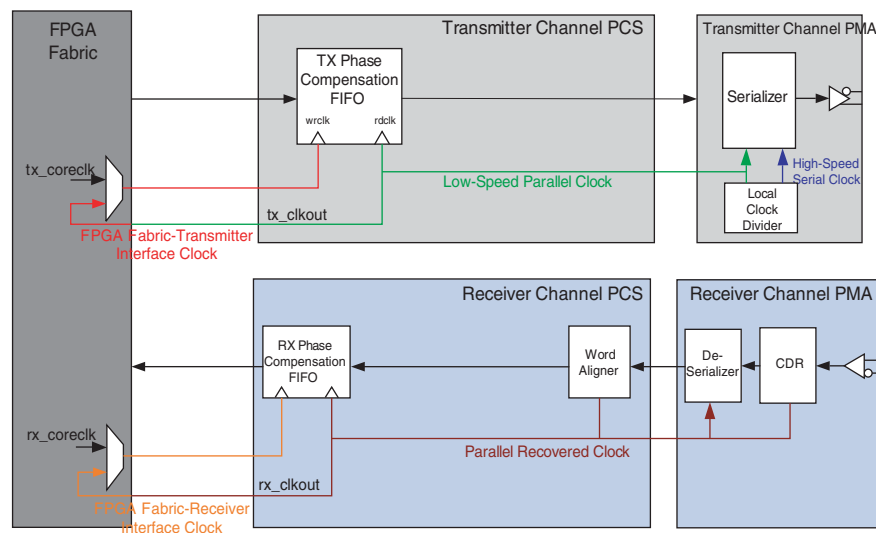 FPGA
Fabric
Transmitter Channel PCS
Transmitter Channel PMA
TX Phase
Compensation
FIFO
wrclk
rdclk
Serializer
tx_coreclk
High-Speed
Serial Clock
Low-Speed Parallel Clock
Local
Clock
Divider
tx_clkout
FPGA Fabric-Transmitter
Interface Clock
Receiver Channel PCS
Receiver Channel PMA
RX Phase
Compensation
FIFO
Word
Aligner
De-
Serializer
CDR
rx_coreclk
Parallel Recovered Clock
rx_clkout
FPGA Fabric-Receiver
Interface Clock